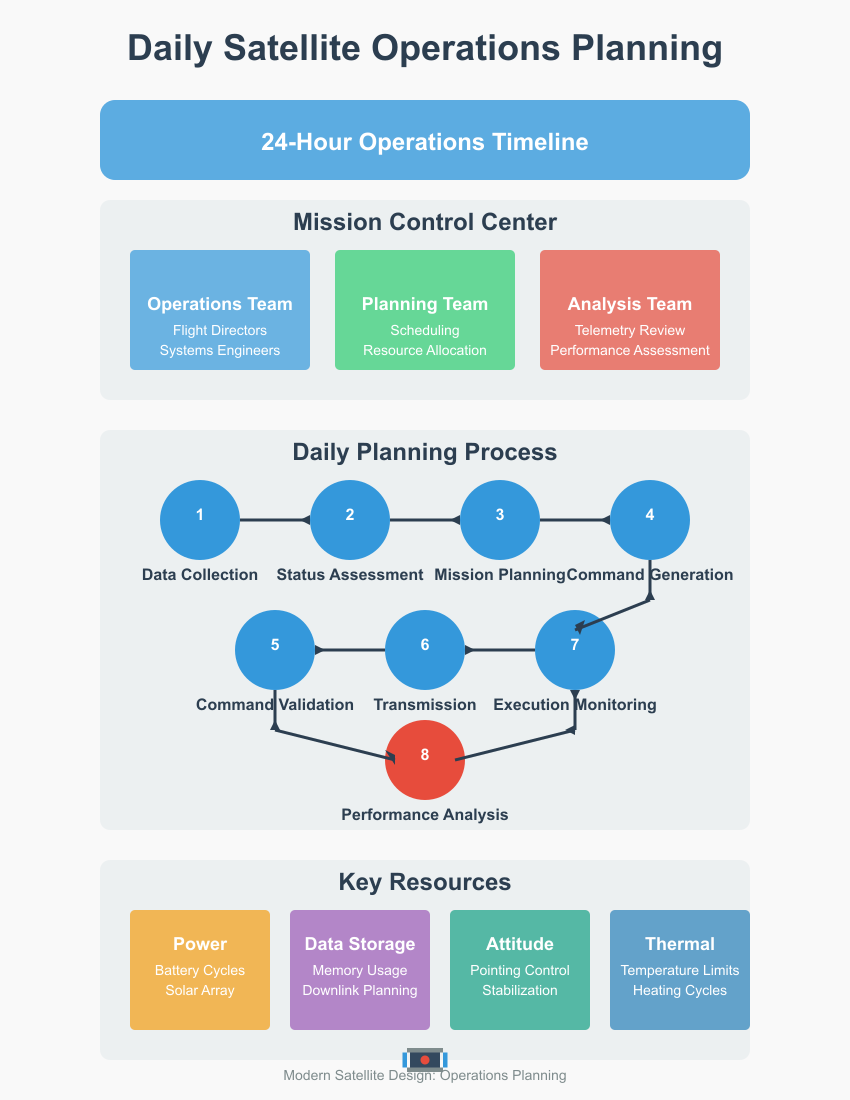 Daily Satellite Operations Planning
24-Hour Operations Timeline
Mission Control Center
Operations Team
Flight Directors
Systems Engineers
Planning Team
Scheduling
Resource Allocation
Analysis Team
Telemetry Review
Performance Assessment
Daily Planning Process
1
2
3
4
Data Collection
Status Assessment
Mission Planning
Command Generation
5
6
7
Command Validation
Transmission
Execution Monitoring
8
Performance Analysis
Key Resources
Power
Battery Cycles
Solar Array
Data Storage
Memory Usage
Downlink Planning
Attitude
Pointing Control
Stabilization
Thermal
Temperature Limits
Heating Cycles
Modern Satellite Design: Operations Planning